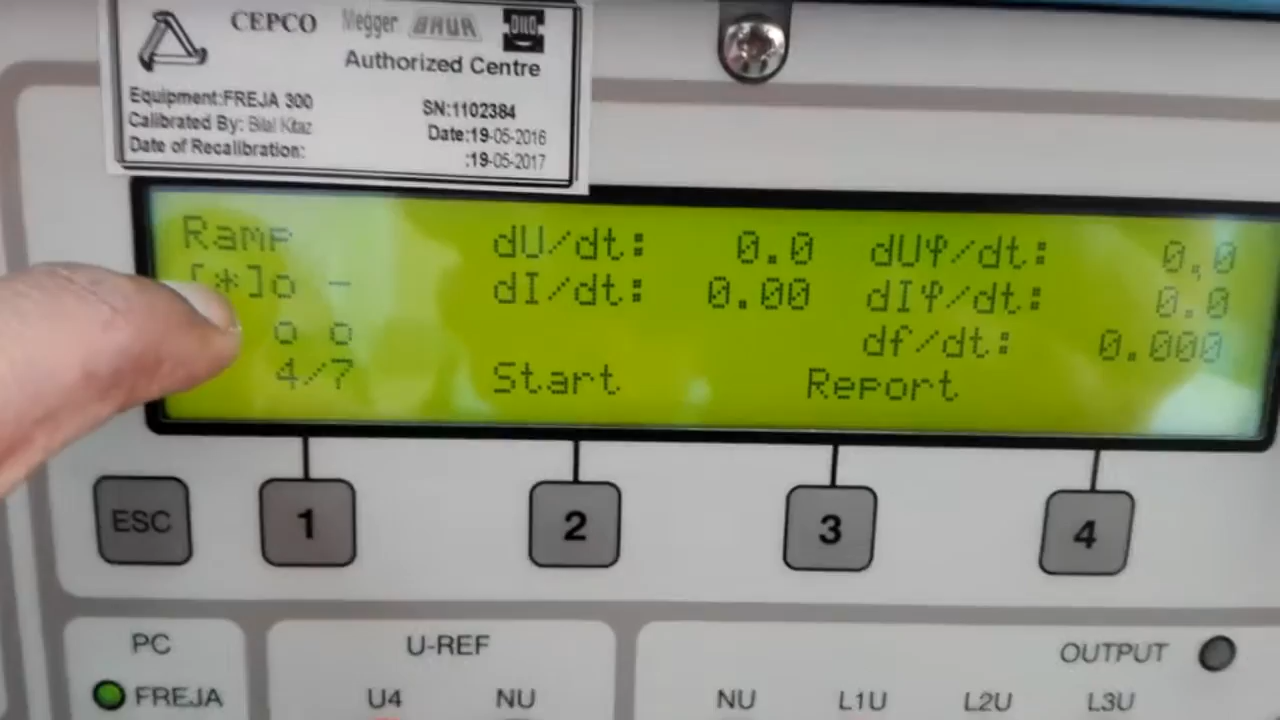 CEPCO Megger BAUR
Authorized Centre
Equipment:FREJA 300 SN:1102384
Calibrated By: Bilal Kitaz Date:19-05-2016
Date of Recalibration: :19-05-2017
Ramp dU/dt: 0.0 dUφ/dt: 0,0
[*]o - dI/dt: 0.00 dIφ/dt: 0.0
o o df/dt: 0.000
4/7 Start Report
ESC 1 2 3 4
PC U-REF OUTPUT
FREJA U4 NU NU L1U L2U L3U